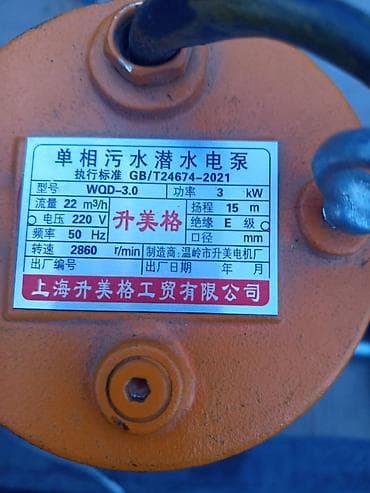 单相污水潜水电泵
执行标准 GB/T24674-2021
型号 WQD-3.0 功率 3 kW
流量 22 m³/h 扬程 15 m
电压 220 V 升美格 绝缘 E 级
频率 50 Hz 口径 mm
转速 2860 r/min 制造商:温岭市升美电机厂
出厂编号 出厂日期 年 月
上海升美格工贸有限公司